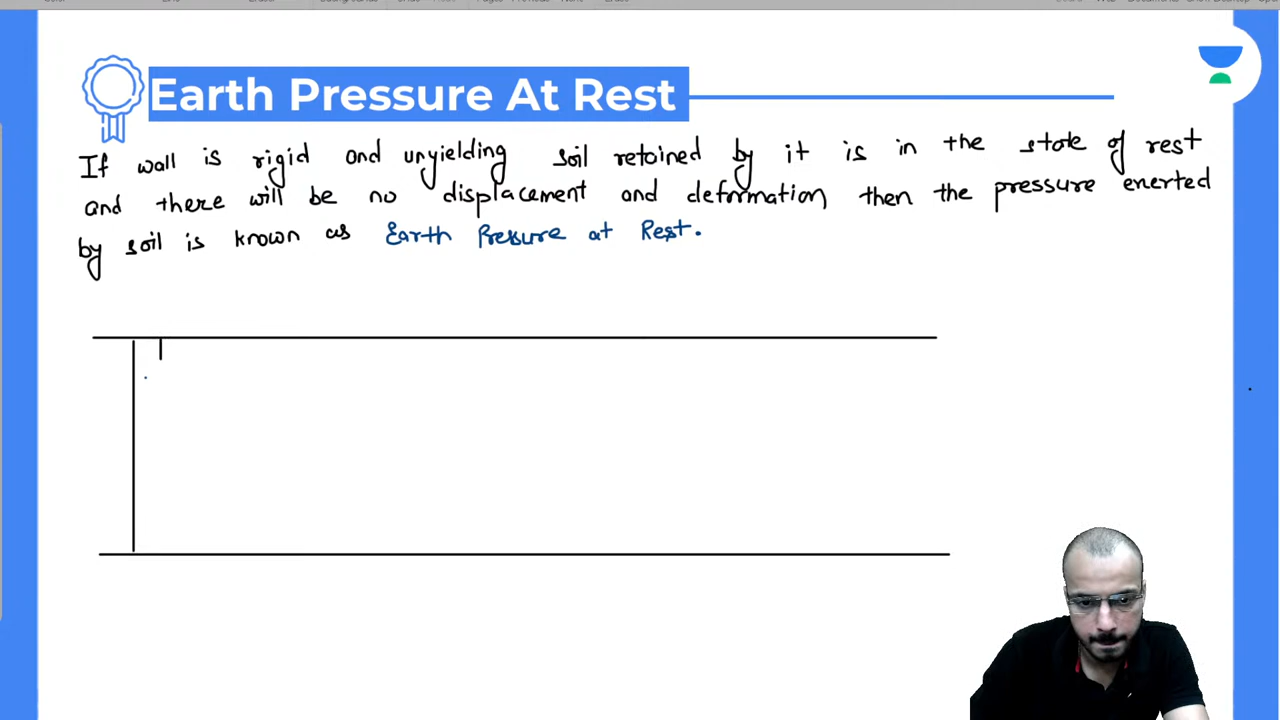 Earth Pressure At Rest
If wall is rigid and unyielding soil retained by it is in the state of rest
and there will be no displacement and deformation then the pressure enerted
by soil is known as Earth Pressure at Rest.